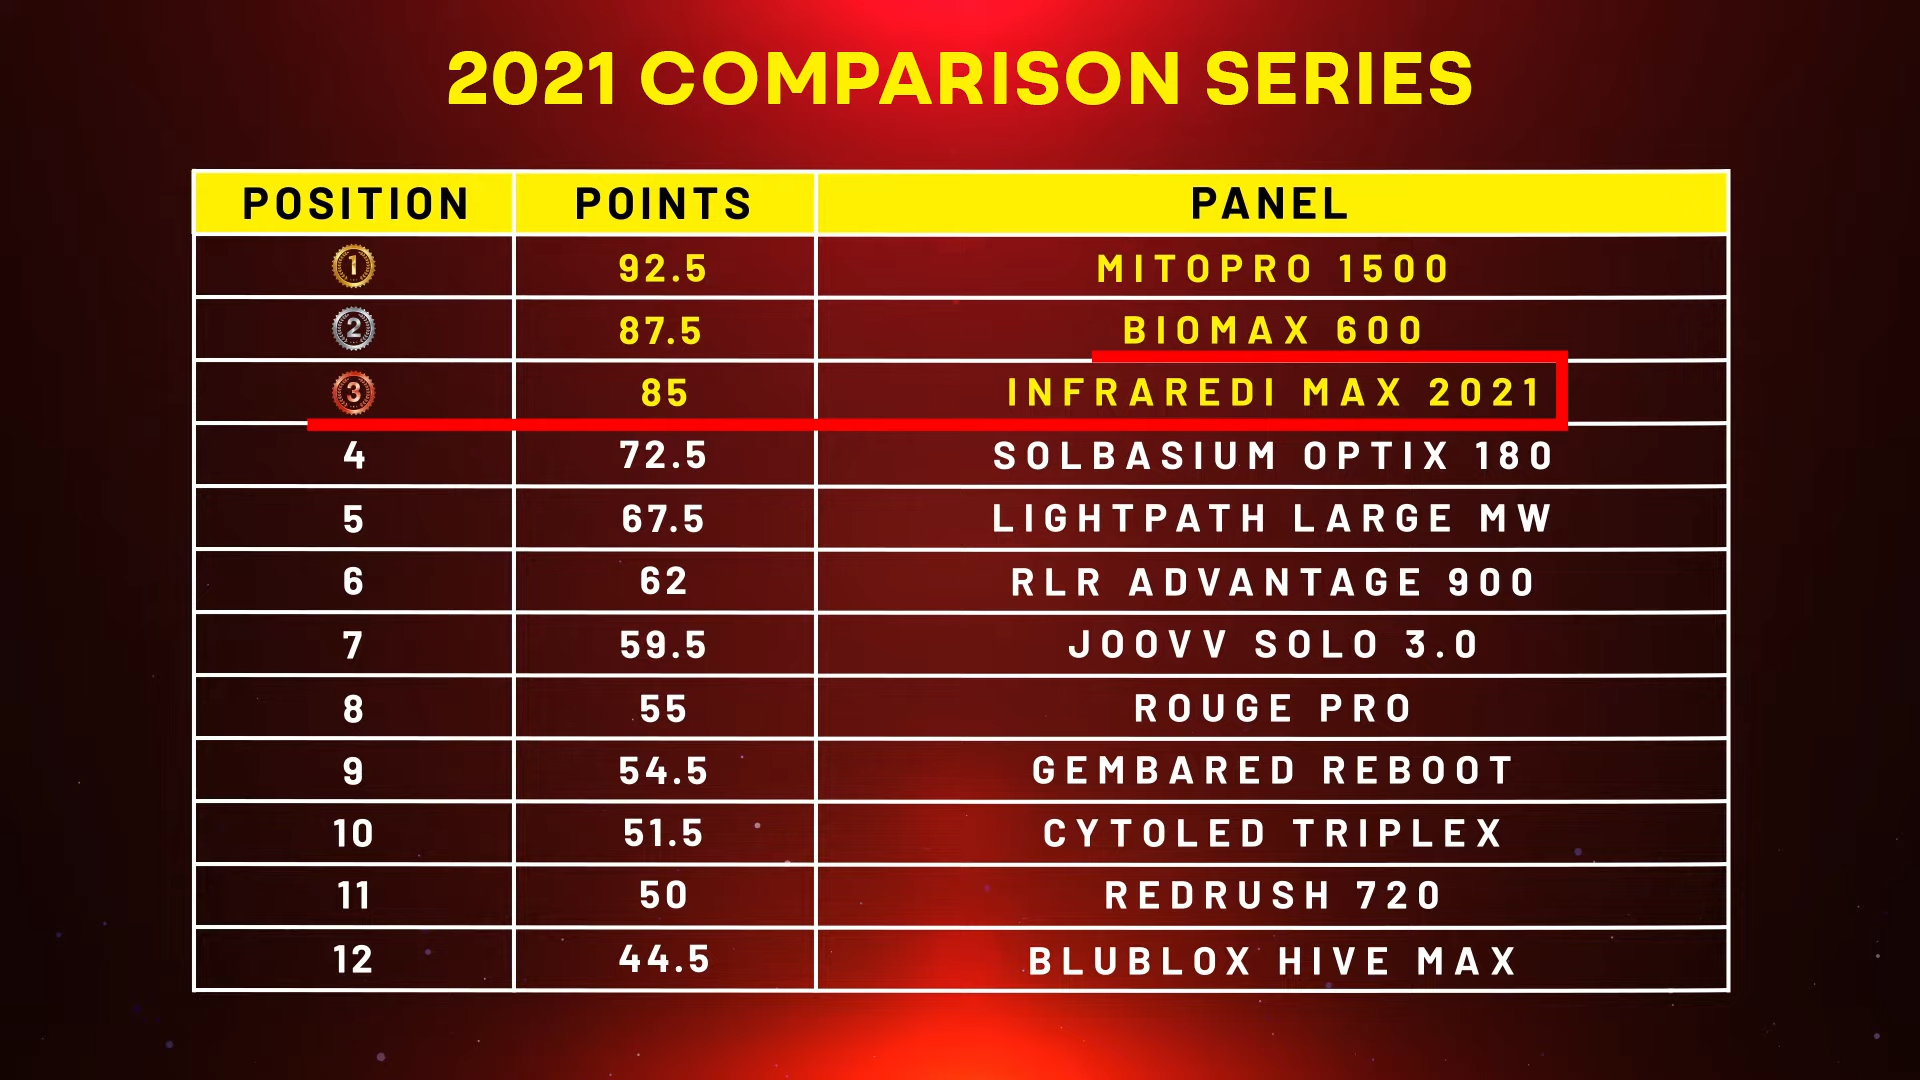 2021 COMPARISON SERIES
POSITION POINTS PANEL
1 92.5 MITOPRO 1500
2 87.5 BIOMAX 600
3 85 INFRAREDI MAX 2021
4 72.5 SOLBASIUM OPTIX 180
5 67.5 LIGHTPATH LARGE MW
6 62 RLR ADVANTAGE 900
7 59.5 JOOVV SOLO 3.0
8 55 ROUGE PRO
9 54.5 GEMBARED REBOOT
10 51.5 CYTOLED TRIPLEX
11 50 REDRUSH 720
12 44.5 BLUBLOX HIVE MAX